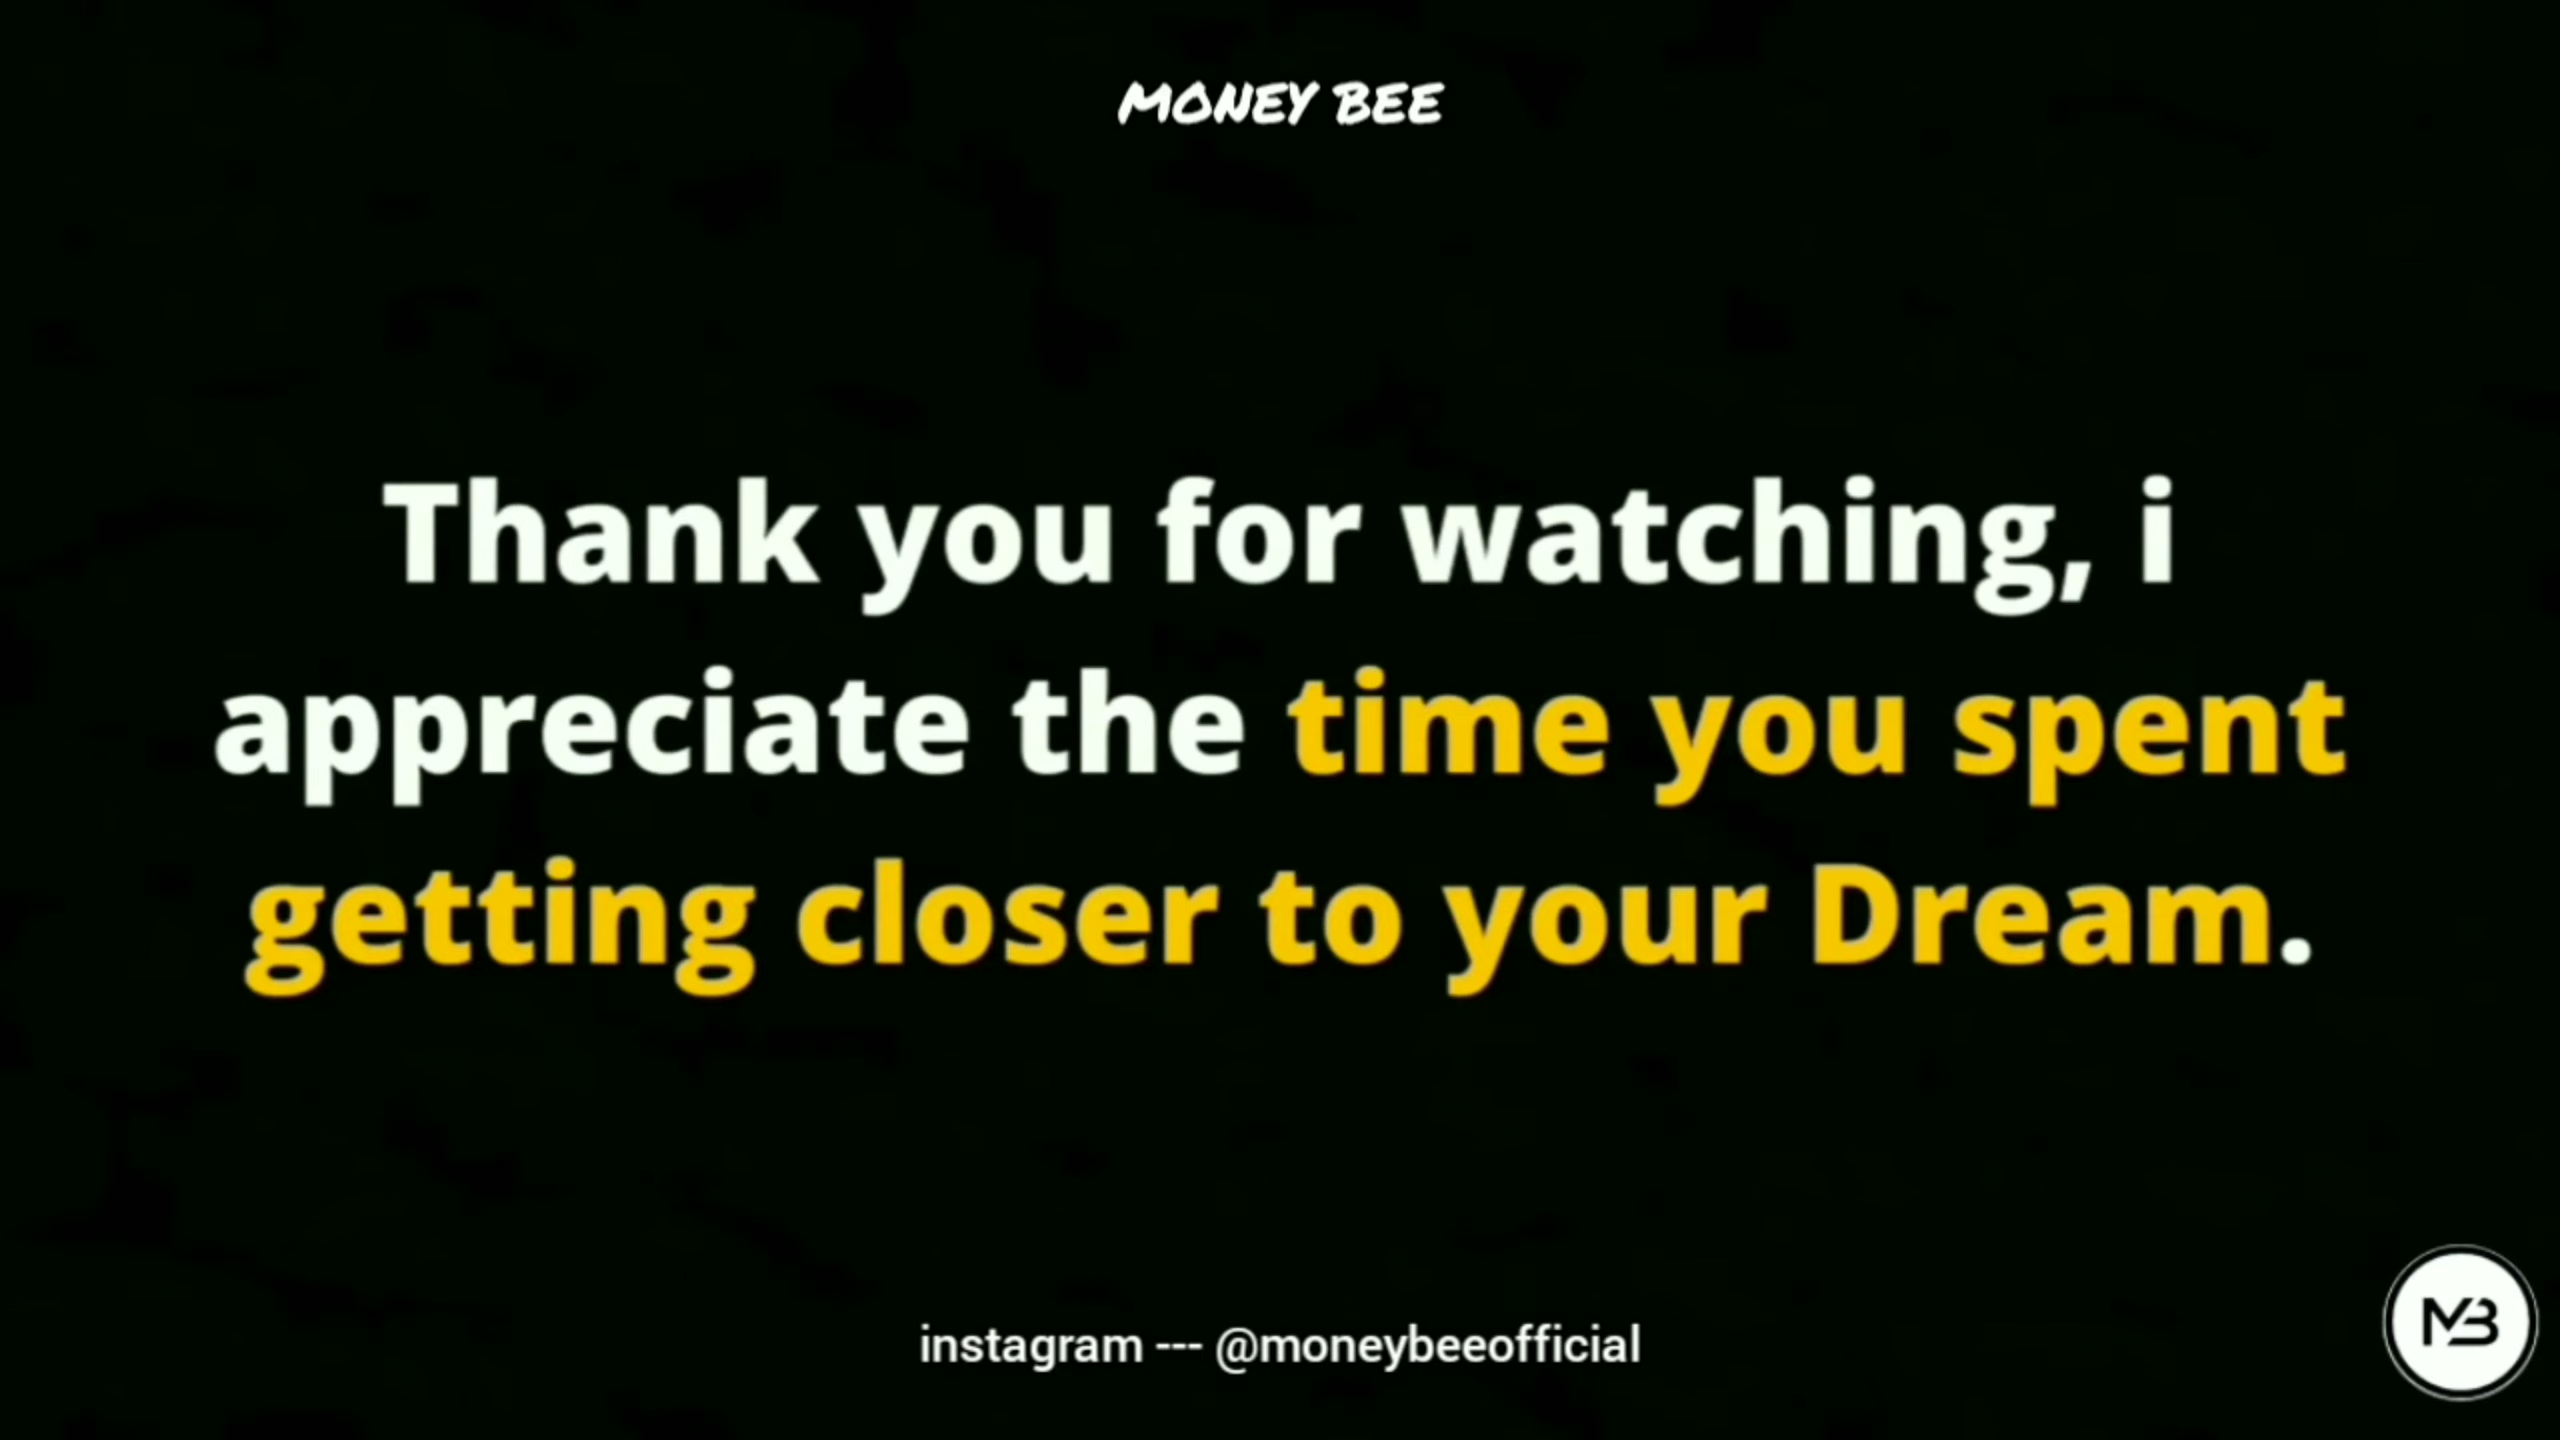 MONEY BEE
Thank you for watching, i
appreciate the time you spent
getting closer to your Dream.
instagram --- @moneybeeofficial
MB